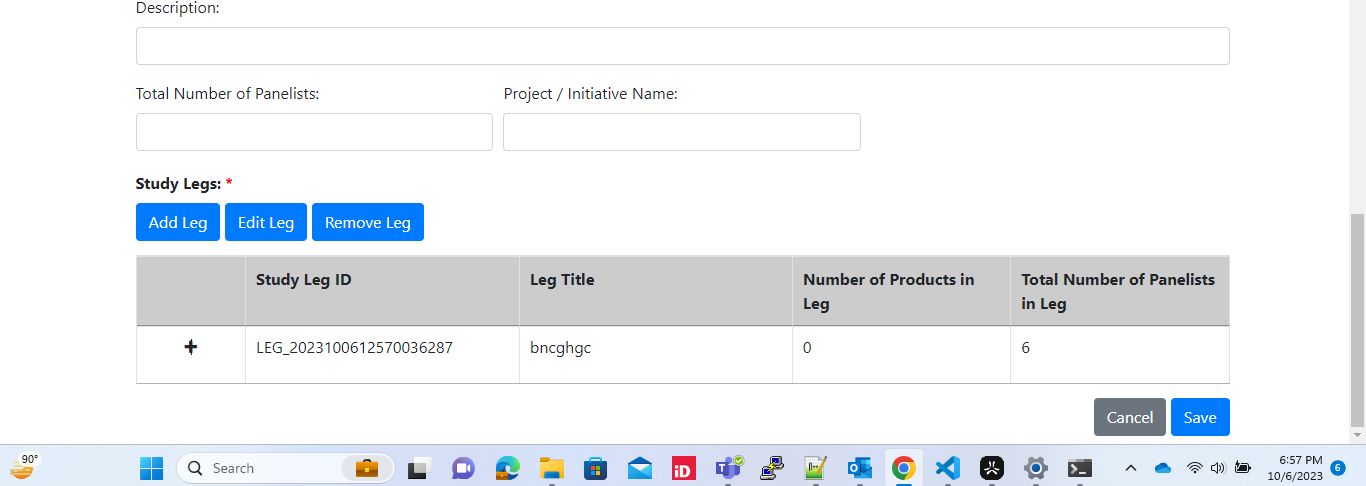 Description:
Total Number of Panelists: Project / Initiative Name:
Study Legs: *
Add Leg Edit Leg Remove Leg
Study Leg ID Leg Title Number of Products in Leg Total Number of Panelists in Leg
LEG_2023100612570036287 bncghgc 0 6
Cancel Save
90°
Search
iD
6:57 PM
10/6/2023
6